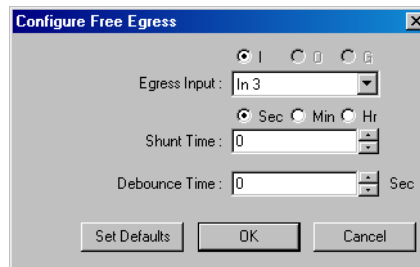 Configure Free Egress
I O G
Egress Input : In 3
Sec Min Hr
Shunt Time : 0
Debounce Time : 0 Sec
Set Defaults OK Cancel